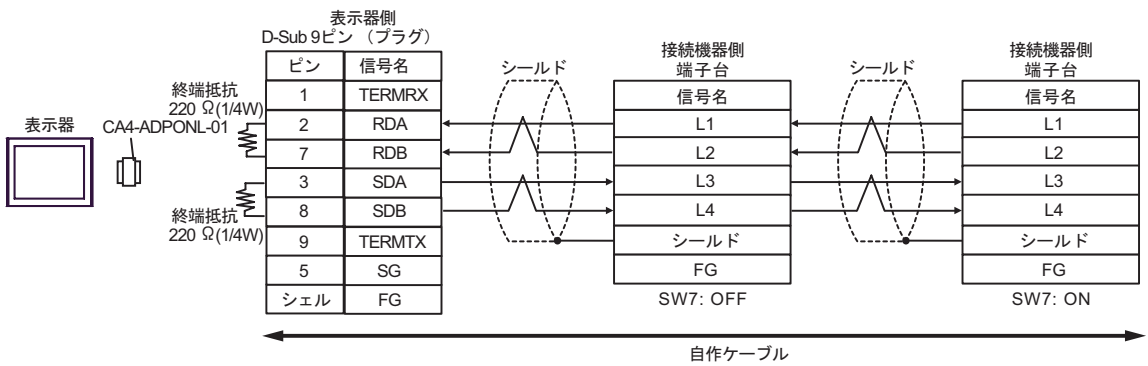 表示器側
D-Sub 9ピン （プラグ）
ピン 信号名
1 TERMRX
2 RDA
7 RDB
3 SDA
8 SDB
9 TERMTX
5 SG
シェル FG
表示器
CA4-ADPONL-01
終端抵抗
220 Ω(1/4W)
終端抵抗
220 Ω(1/4W)
シールド
接続機器側
端子台
信号名
L1
L2
L3
L4
シールド
FG
SW7: OFF
シールド
接続機器側
端子台
信号名
L1
L2
L3
L4
シールド
FG
SW7: ON
自作ケーブル